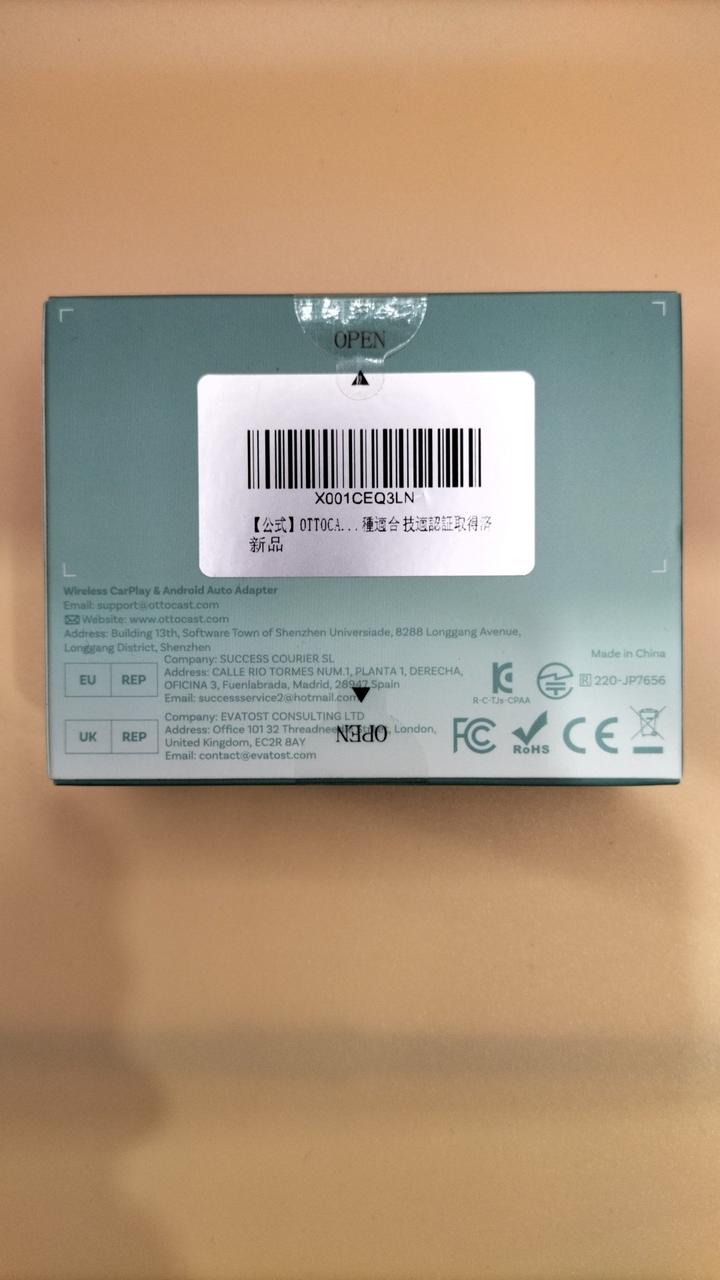 OPEN
X001CEQ3LN
【公式】OTTOCA...種適合 技適認証取得済
新品
Wireless CarPlay & Android Auto Adapter
Email: support@ottocast.com
Website: www.ottocast.com
Address: Building 13th, Software Town of Shenzhen Universiade, 8288 Longgang Avenue,
Longgang District, Shenzhen
Made in China
EU REP
Company: SUCCESS COURIER SL
Address: CALLE RIO TORMES NUM.1, PLANTA 1, DERECHA,
OFICINA 3, Fuenlabrada, Madrid, 28947 Spain
Email: successservice2@hotmail.com
R-C-TJs-CPAA
R 220-JP7656
UK REP
Company: EVATOST CONSULTING LTD
Address: Office 101 32 Threadneedle London,
United Kingdom, EC2R 8AY
Email: contact@evatost.com
OPEN
FC
RoHS
CE